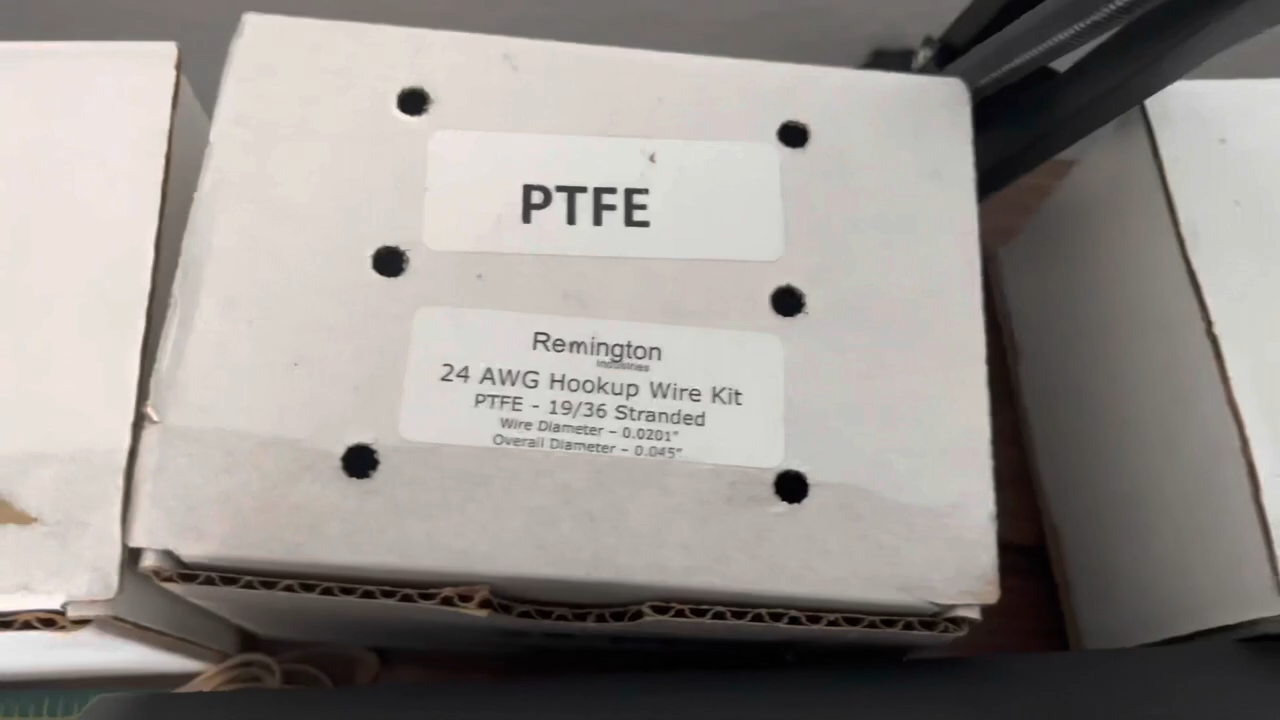 PTFE
Remington
Industries
24 AWG Hookup Wire Kit
PTFE - 19/36 Stranded
Wire Diameter – 0.0201"
Overall Diameter – 0.045"